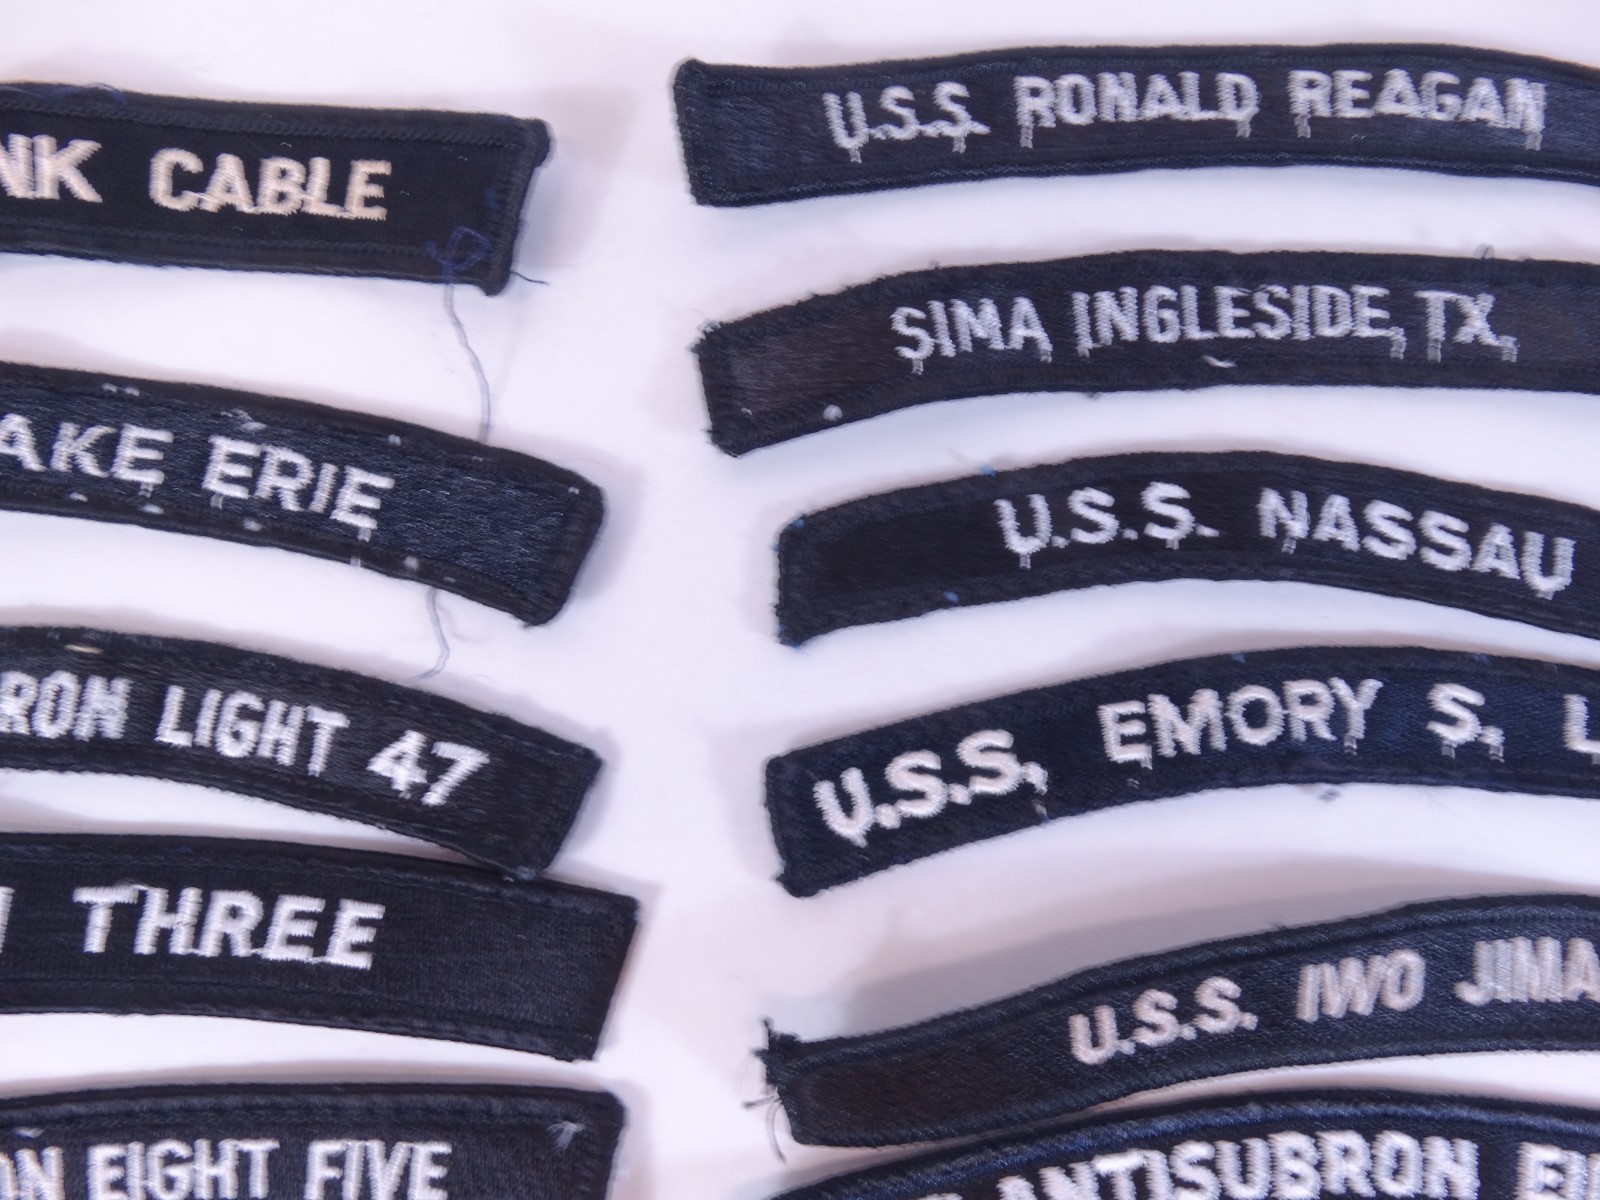 NK CABLE
AKE ERIE
RON LIGHT 47
THREE
ON EIGHT FIVE
U.S.S. RONALD REAGAN
SIMA INGLESIDE, TX.
U.S.S. NASSAU
U.S.S. EMORY S. L
U.S.S. IWO JIMA
ANTISUBRON